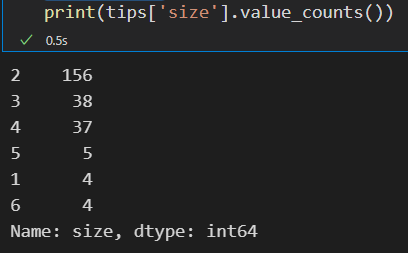 print(tips['size'].value_counts())
0.5s
2    156
3     38
4     37
5      5
1      4
6      4
Name: size, dtype: int64